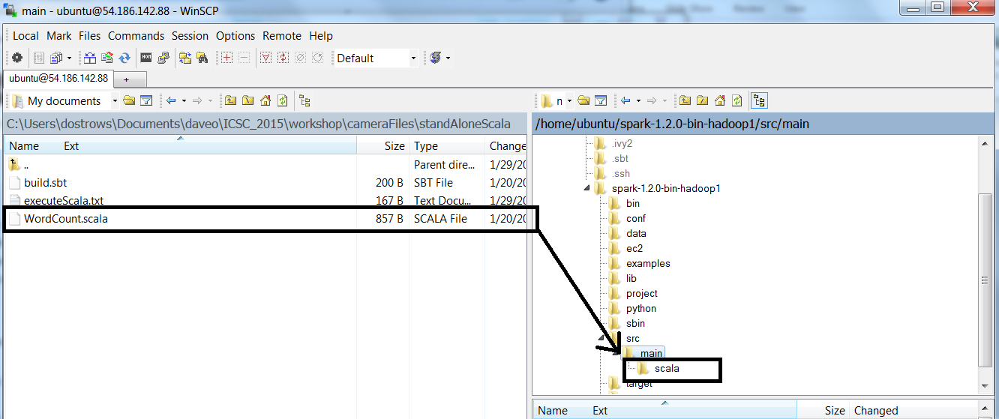 main - ubuntu@54.186.142.88 - WinSCP
Local Mark Files Commands Session Options Remote Help
Default
ubuntu@54.186.142.88 +
My documents
n
C:\Users\dostrows\Documents\daveo\ICSC_2015\workshop\cameraFiles\standAloneScala
/home/ubuntu/spark-1.2.0-bin-hadoop1/src/main
Name Ext Size Type Change
.. Parent dire... 1/29/20
build.sbt 200 B SBT File 1/20/20
executeScala.txt 167 B Text Docu... 1/29/20
WordCount.scala 857 B SCALA File 1/20/20
.ivy2
.sbt
.ssh
spark-1.2.0-bin-hadoop1
bin
conf
data
ec2
examples
lib
project
python
sbin
src
main
scala
target
Name Ext Size Changed